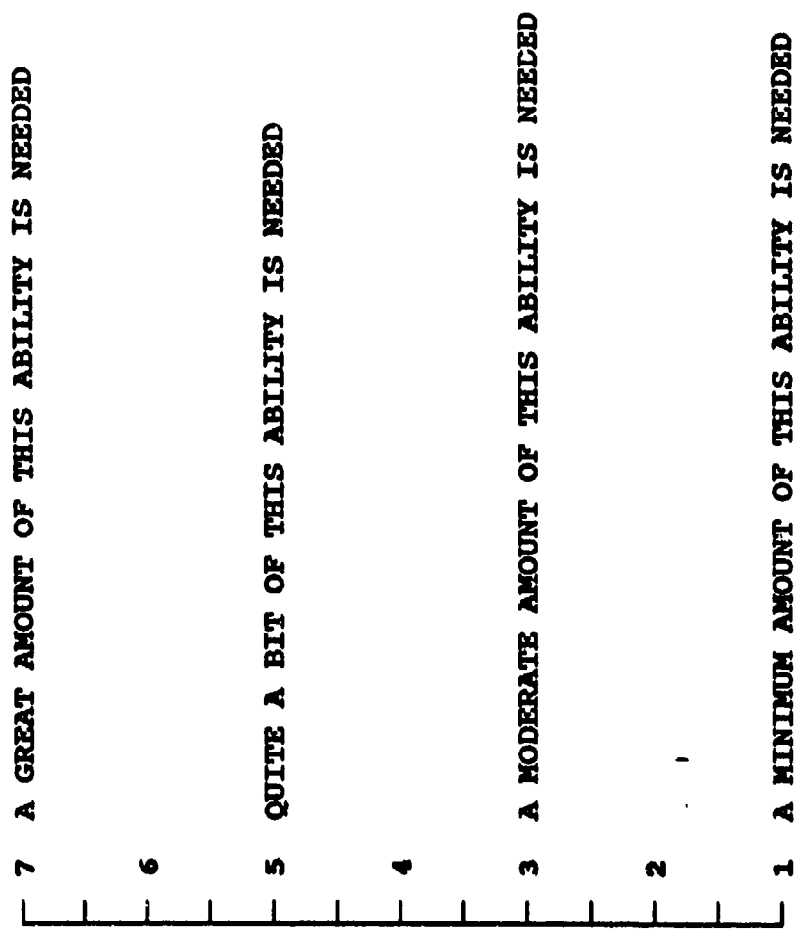 7 A GREAT AMOUNT OF THIS ABILITY IS NEEDED
6
5 QUITE A BIT OF THIS ABILITY IS NEEDED
4
3 A MODERATE AMOUNT OF THIS ABILITY IS NEEDED
2
1 A MINIMUM AMOUNT OF THIS ABILITY IS NEEDED